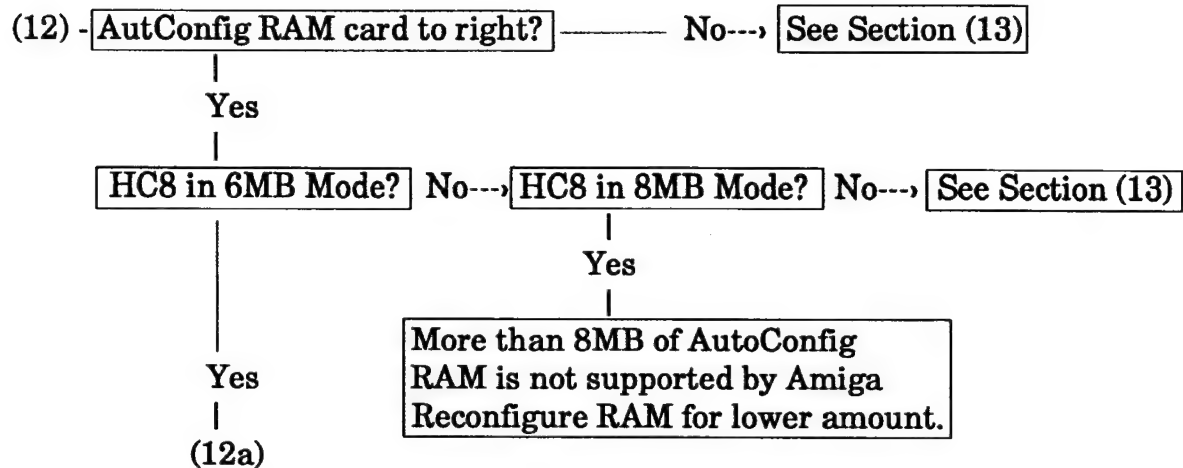 (12) - AutConfig RAM card to right? No---› See Section (13)
Yes
HC8 in 6MB Mode? No---› HC8 in 8MB Mode? No---› See Section (13)
Yes
More than 8MB of AutoConfig
RAM is not supported by Amiga
Reconfigure RAM for lower amount.
Yes
(12a)